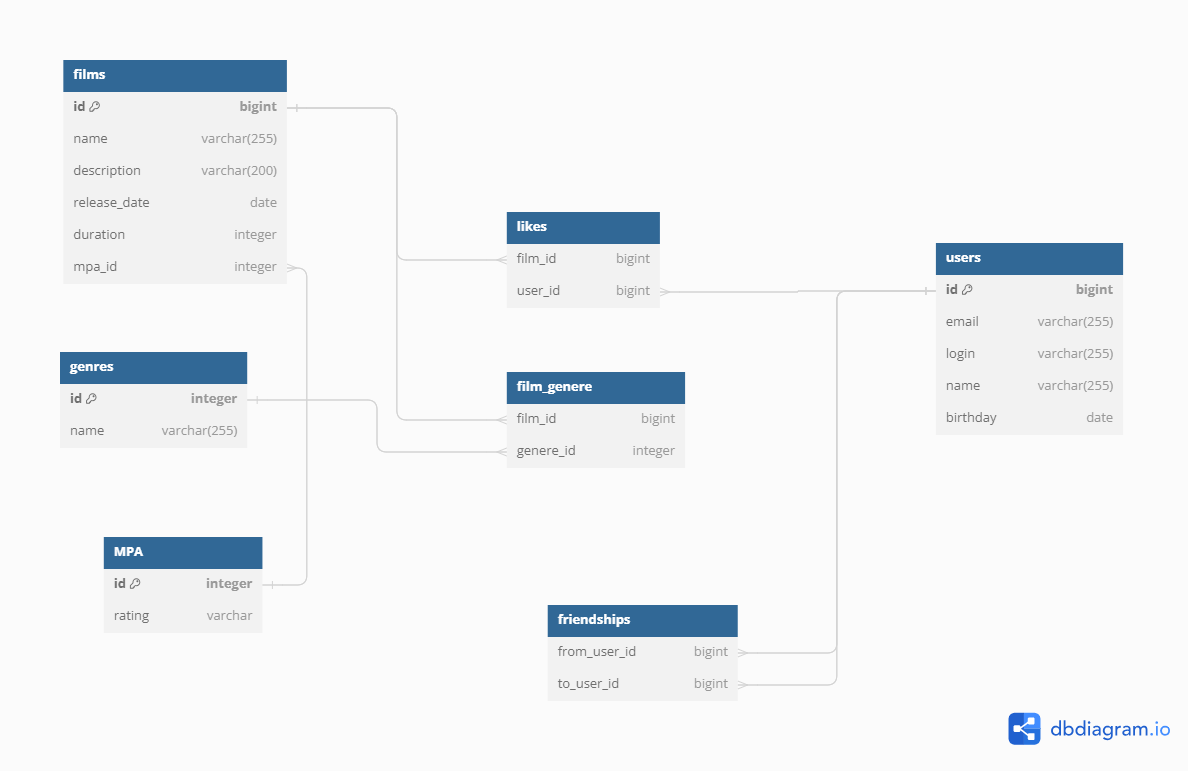 films
id bigint
name varchar(255)
description varchar(200)
release_date date
duration integer
mpa_id integer
genres
id integer
name varchar(255)
MPA
id integer
rating varchar
likes
film_id bigint
user_id bigint
film_genere
film_id bigint
genere_id integer
friendships
from_user_id bigint
to_user_id bigint
users
id bigint
email varchar(255)
login varchar(255)
name varchar(255)
birthday date
dbdiagram.io